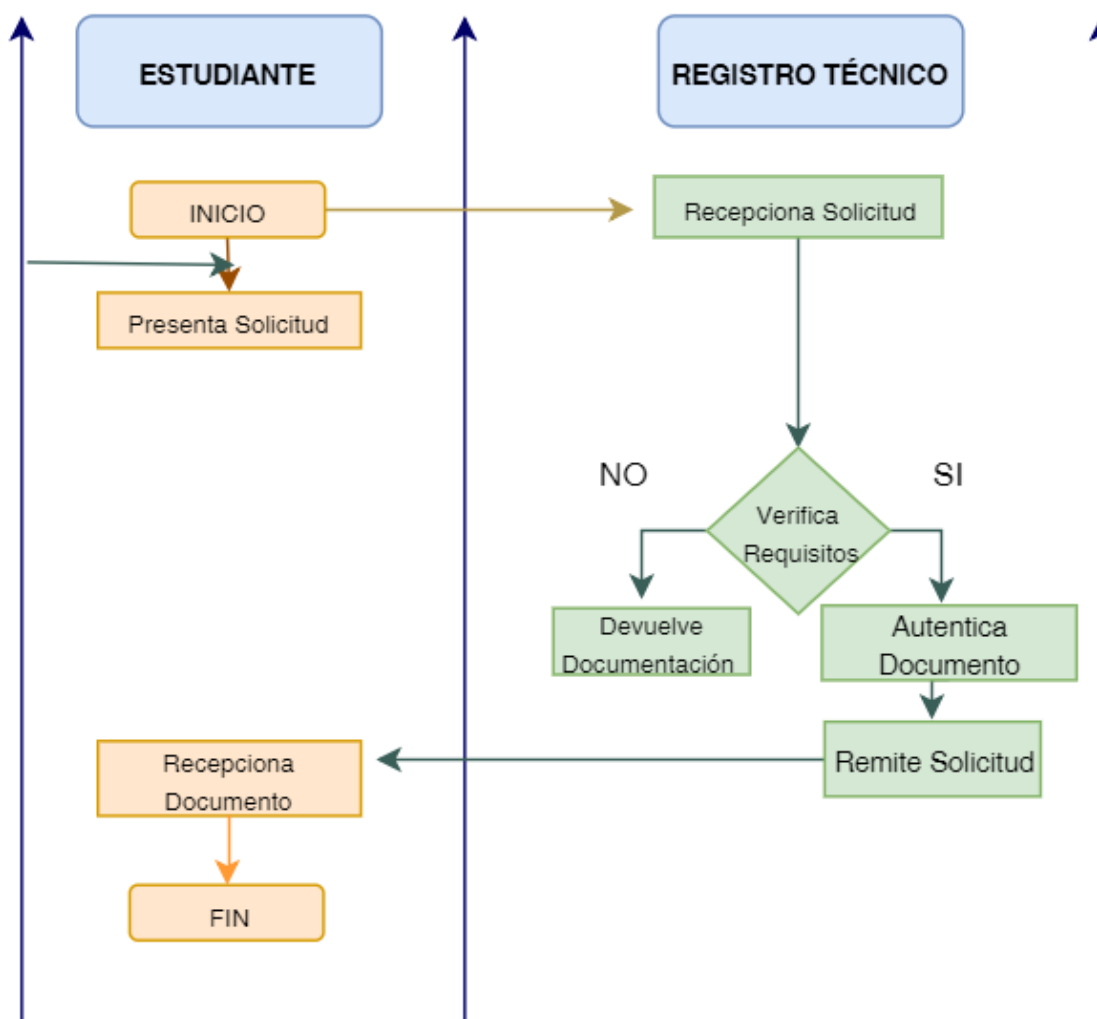 ESTUDIANTE
REGISTRO TÉCNICO
INICIO
Recepciona Solicitud
Presenta Solicitud
NO
SI
Verifica
Requisitos
Devuelve
Documentación
Autentica
Documento
Recepciona
Documento
Remite Solicitud
FIN